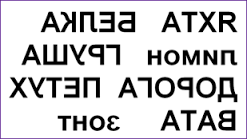 ЯХТА БЕЛКА
лимон ГРУША
ДОРОГА ПЕТУХ
ВАТА зонт